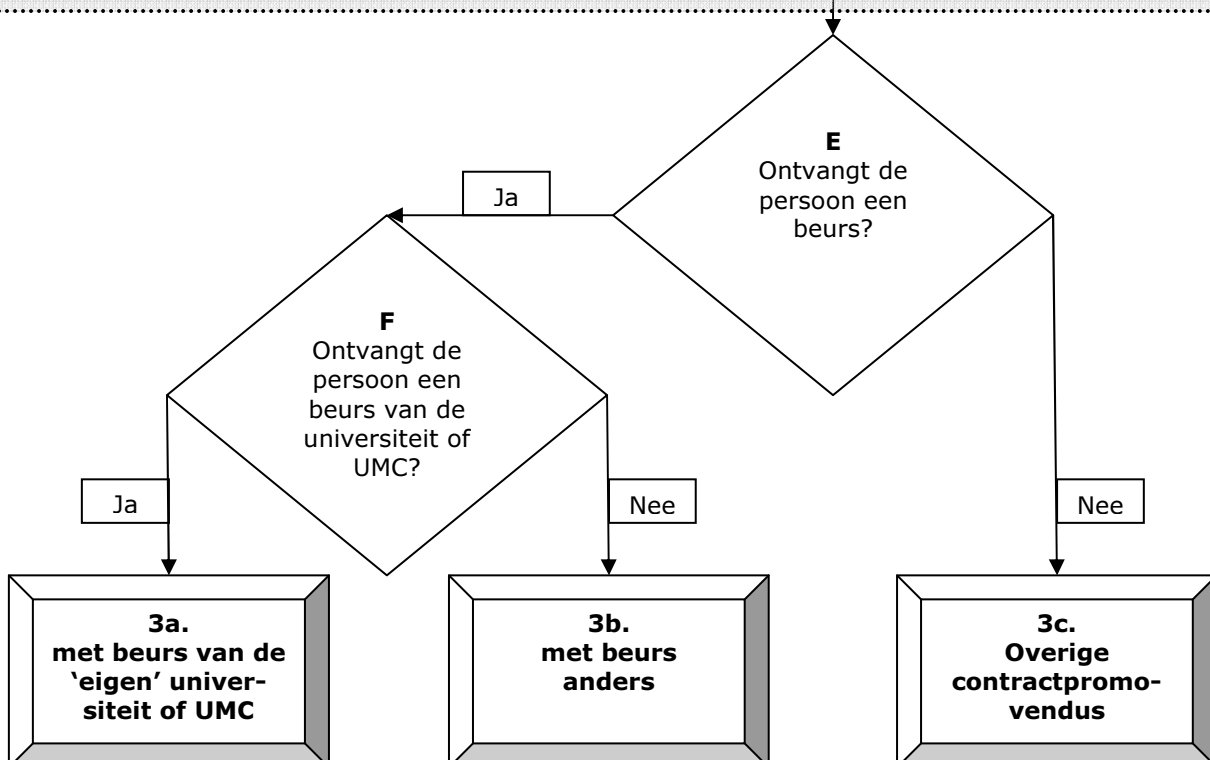 E
Ontvangt de
persoon een
beurs?
Ja
F
Ontvangt de
persoon een
beurs van de
universiteit of
UMC?
Ja
Nee
Nee
3a.
met beurs van de
‘eigen’ univer-
siteit of UMC
3b.
met beurs
anders
3c.
Overige
contractpromo-
vendus